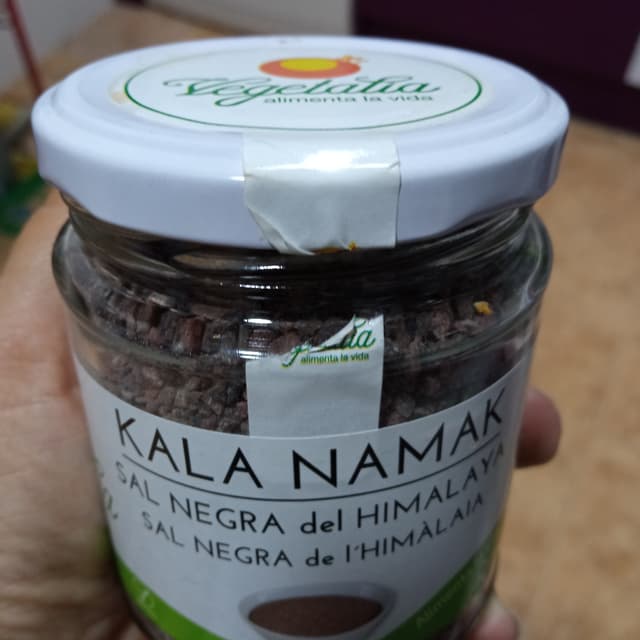 Vegetalia
alimenta la vida
alimenta la vida
KALA NAMAK
SAL NEGRA del HIMALAYA
SAL NEGRA de l'HIMÀLAIA